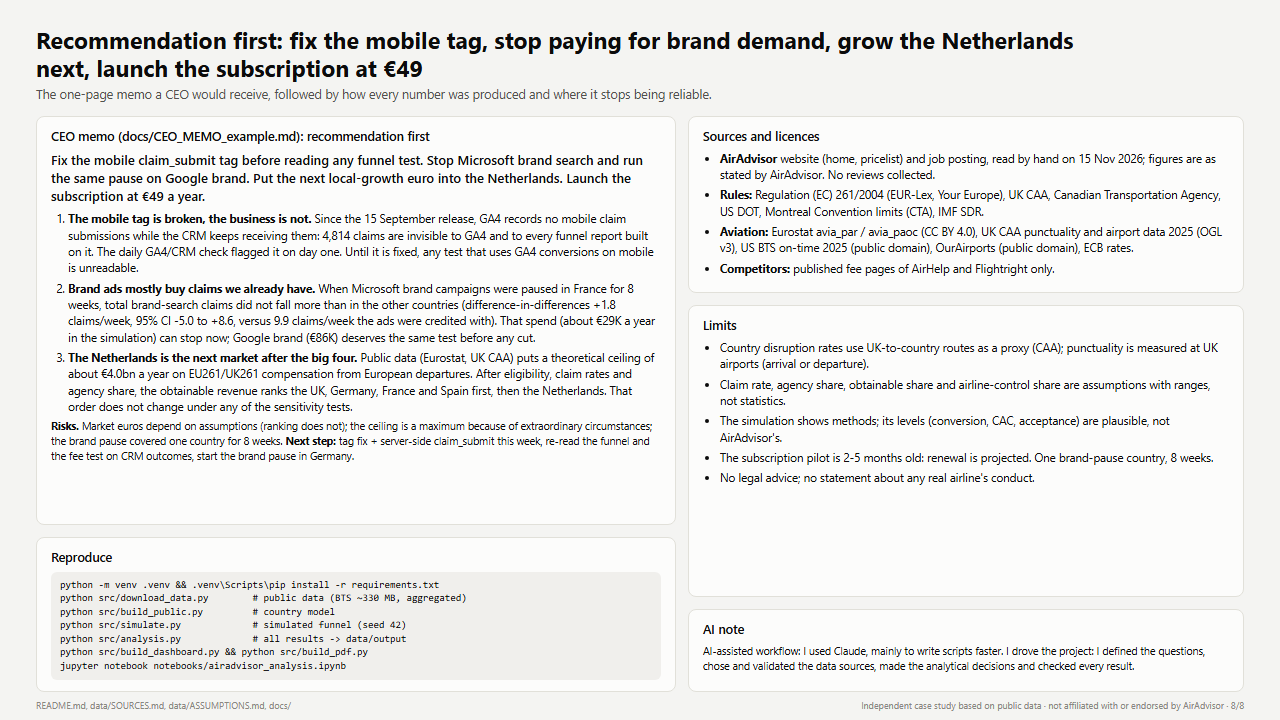 Recommendation first: fix the mobile tag, stop paying for brand demand, grow the Netherlands
next, launch the subscription at €49
The one-page memo a CEO would receive, followed by how every number was produced and where it stops being reliable.
CEO memo (docs/CEO_MEMO_example.md): recommendation first
Fix the mobile claim_submit tag before reading any funnel test. Stop Microsoft brand search and run
the same pause on Google brand. Put the next local-growth euro into the Netherlands. Launch the
subscription at €49 a year.
1. The mobile tag is broken, the business is not. Since the 15 September release, GA4 records no mobile claim
submissions while the CRM keeps receiving them: 4,814 claims are invisible to GA4 and to every funnel report built
on it. The daily GA4/CRM check flagged it on day one. Until it is fixed, any test that uses GA4 conversions on mobile
is unreadable.
2. Brand ads mostly buy claims we already have. When Microsoft brand campaigns were paused in France for 8
weeks, total brand-search claims did not fall more than in the other countries (difference-in-differences +1.8
claims/week, 95% CI -5.0 to +8.6, versus 9.9 claims/week the ads were credited with). That spend (about €29K a year
in the simulation) can stop now; Google brand (€86K) deserves the same test before any cut.
3. The Netherlands is the next market after the big four. Public data (Eurostat, UK CAA) puts a theoretical ceiling of
about €4.0bn a year on EU261/UK261 compensation from European departures. After eligibility, claim rates and
agency share, the obtainable revenue ranks the UK, Germany, France and Spain first, then the Netherlands. That
order does not change under any of the sensitivity tests.
Risks. Market euros depend on assumptions (ranking does not); the ceiling is a maximum because of extraordinary circumstances;
the brand pause covered one country for 8 weeks. Next step: tag fix + server-side claim_submit this week, re-read the funnel and
the fee test on CRM outcomes, start the brand pause in Germany.
Reproduce
python -m venv .venv && .venv\Scripts\pip install -r requirements.txt
python src/download_data.py # public data (BTS ~330 MB, aggregated)
python src/build_public.py # country model
python src/simulate.py # simulated funnel (seed 42)
python src/analysis.py # all results -> data/output
python src/build_dashboard.py && python src/build_pdf.py
jupyter notebook notebooks/airadvisor_analysis.ipynb
Sources and licences
• AirAdvisor website (home, pricelist) and job posting, read by hand on 15 Nov 2026; figures are as
stated by AirAdvisor. No reviews collected.
• Rules: Regulation (EC) 261/2004 (EUR-Lex, Your Europe), UK CAA, Canadian Transportation Agency,
US DOT, Montreal Convention limits (CTA), IMF SDR.
• Aviation: Eurostat avia_par / avia_paoc (CC BY 4.0), UK CAA punctuality and airport data 2025 (OGL
v3), US BTS on-time 2025 (public domain), OurAirports (public domain), ECB rates.
• Competitors: published fee pages of AirHelp and Flightright only.
Limits
• Country disruption rates use UK-to-country routes as a proxy (CAA); punctuality is measured at UK
airports (arrival or departure).
• Claim rate, agency share, obtainable share and airline-control share are assumptions with ranges,
not statistics.
• The simulation shows methods; its levels (conversion, CAC, acceptance) are plausible, not
AirAdvisor's.
• The subscription pilot is 2-5 months old: renewal is projected. One brand-pause country, 8 weeks.
• No legal advice; no statement about any real airline's conduct.
AI note
AI-assisted workflow: I used Claude, mainly to write scripts faster. I drove the project: I defined the questions,
chose and validated the data sources, made the analytical decisions and checked every result.
README.md, data/SOURCES.md, data/ASSUMPTIONS.md, docs/
Independent case study based on public data · not affiliated with or endorsed by AirAdvisor · 8/8